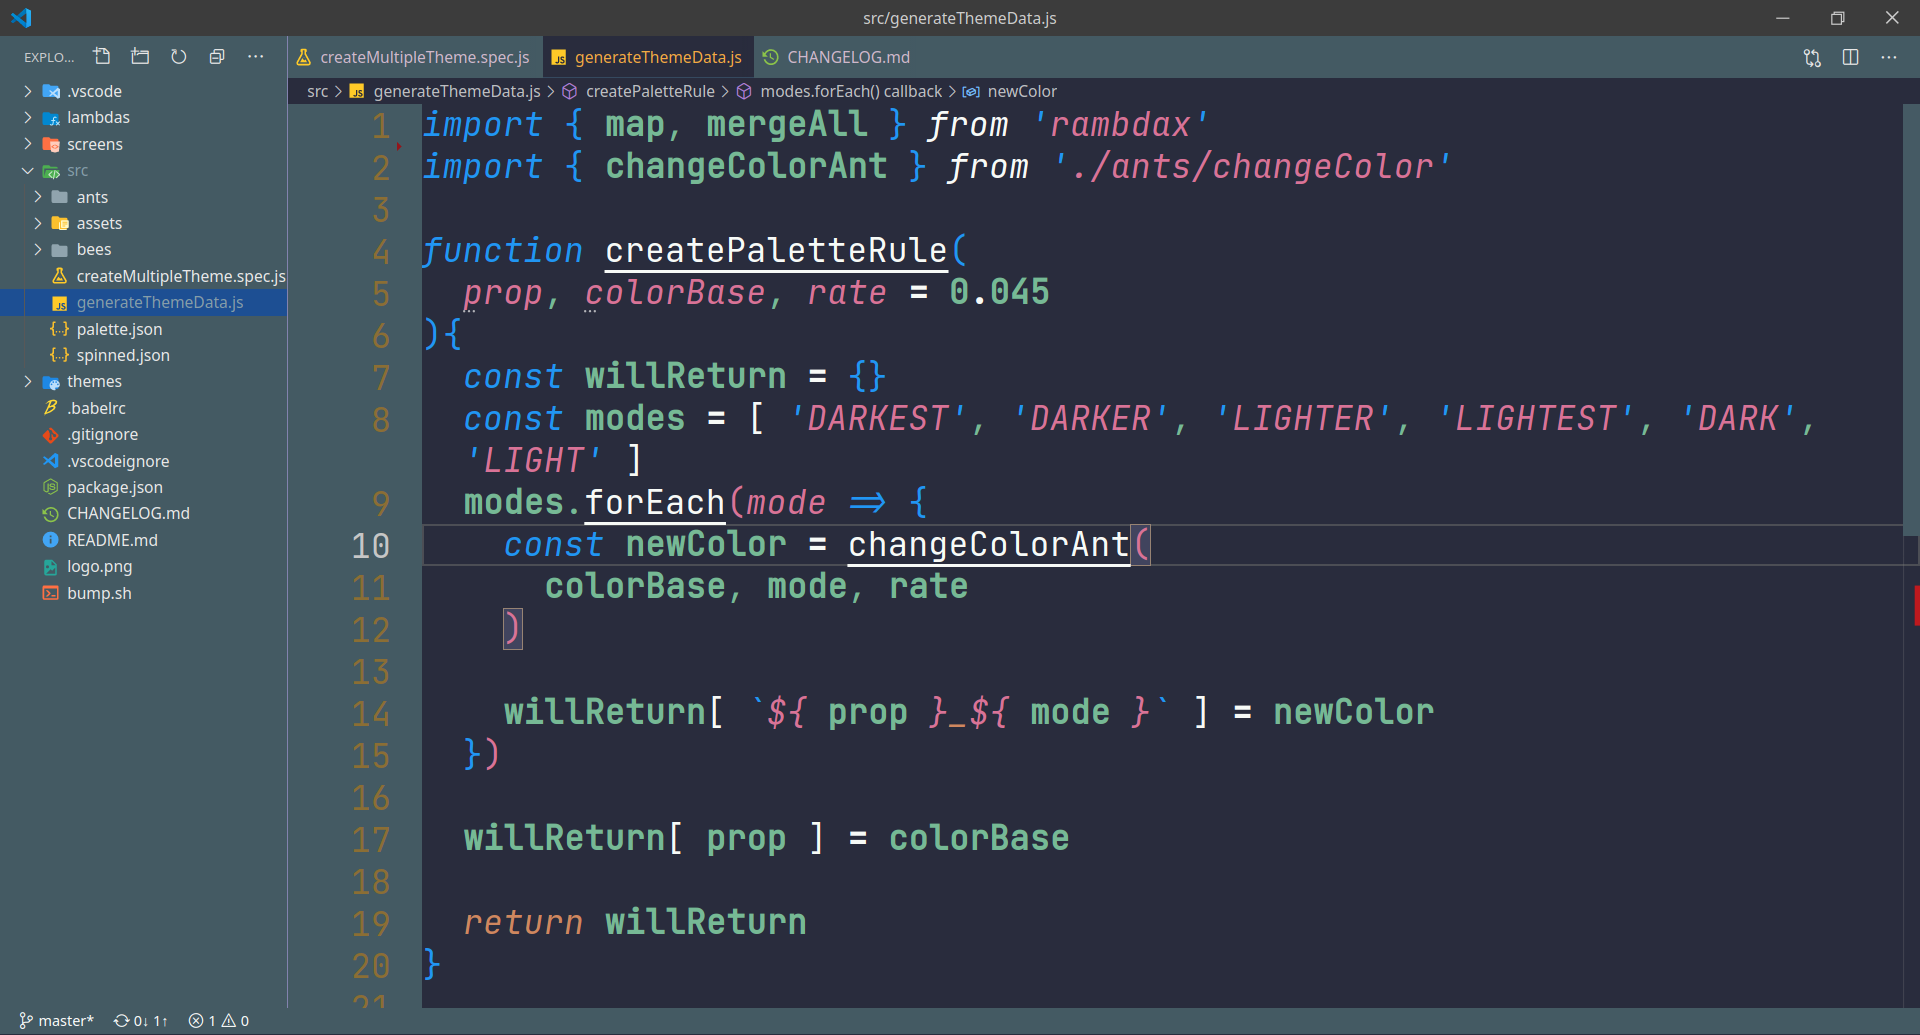 src/generateThemeData.js
EXPLO...
createMultipleTheme.spec.js
generateThemeData.js
CHANGELOG.md
src > generateThemeData.js > createPaletteRule > modes.forEach() callback > newColor
.vscode
lambdas
screens
src
ants
assets
bees
createMultipleTheme.spec.js
generateThemeData.js
palette.json
spinned.json
themes
.babelrc
.gitignore
.vscodeignore
package.json
CHANGELOG.md
README.md
logo.png
bump.sh
1 import { map, mergeAll } from 'rambdax'
2 import { changeColorAnt } from './ants/changeColor'
3
4 function createPaletteRule(
5   prop, colorBase, rate = 0.045
6 ){
7   const willReturn = {}
8   const modes = [ 'DARKEST', 'DARKER', 'LIGHTER', 'LIGHTEST', 'DARK',
  'LIGHT' ]
9   modes.forEach(mode => {
10     const newColor = changeColorAnt(
11       colorBase, mode, rate
12     )
13
14     willReturn[ `${ prop }_${ mode }` ] = newColor
15   })
16
17   willReturn[ prop ] = colorBase
18
19   return willReturn
20 }
21
master* 0↓ 1↑ 1 0